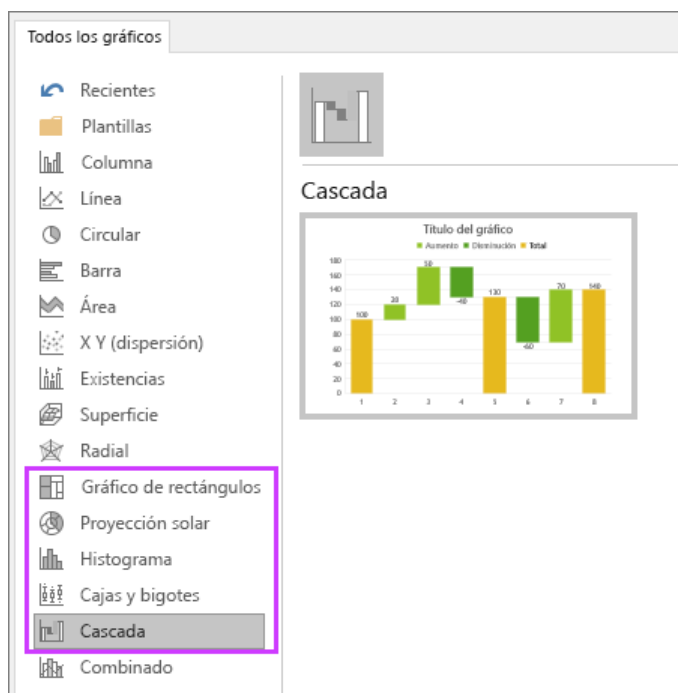 Todos los gráficos
Recientes
Plantillas
Columna
Línea
Circular
Barra
Área
X Y (dispersión)
Existencias
Superficie
Radial
Gráfico de rectángulos
Proyección solar
Histograma
Cajas y bigotes
Cascada
Combinado
Cascada
Título del gráfico
Aumento Disminución Total
180
160
140
120
100
80
60
40
20
0
100
20
50
-40
130
-60
70
140
1 2 3 4 5 6 7 8